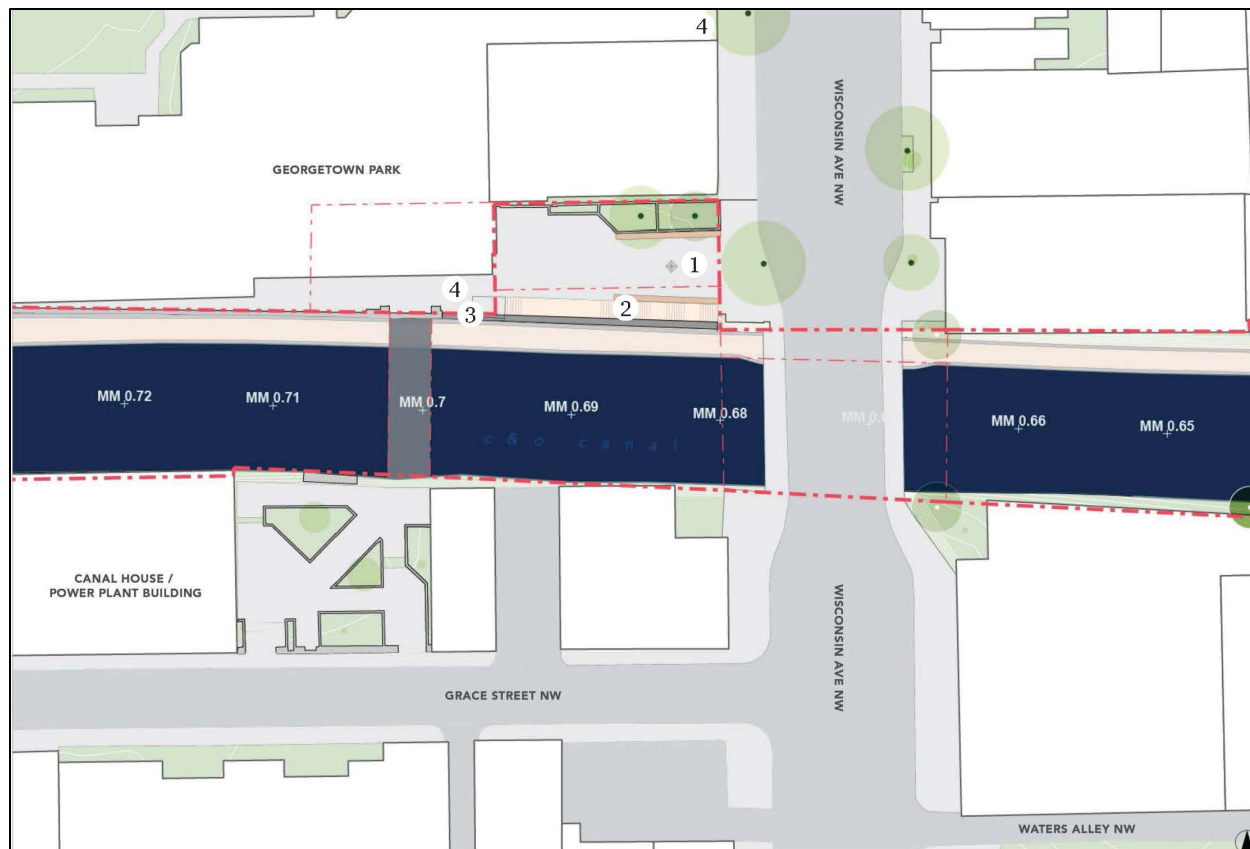 4
WISCONSIN AVE NW
GEORGETOWN PARK
1
4
2
3
MM 0.72
MM 0.71
MM 0.7
MM 0.69
MM 0.68
MM 0.66
MM 0.65
c & o canal
CANAL HOUSE /
POWER PLANT BUILDING
WISCONSIN AVE NW
GRACE STREET NW
WATERS ALLEY NW